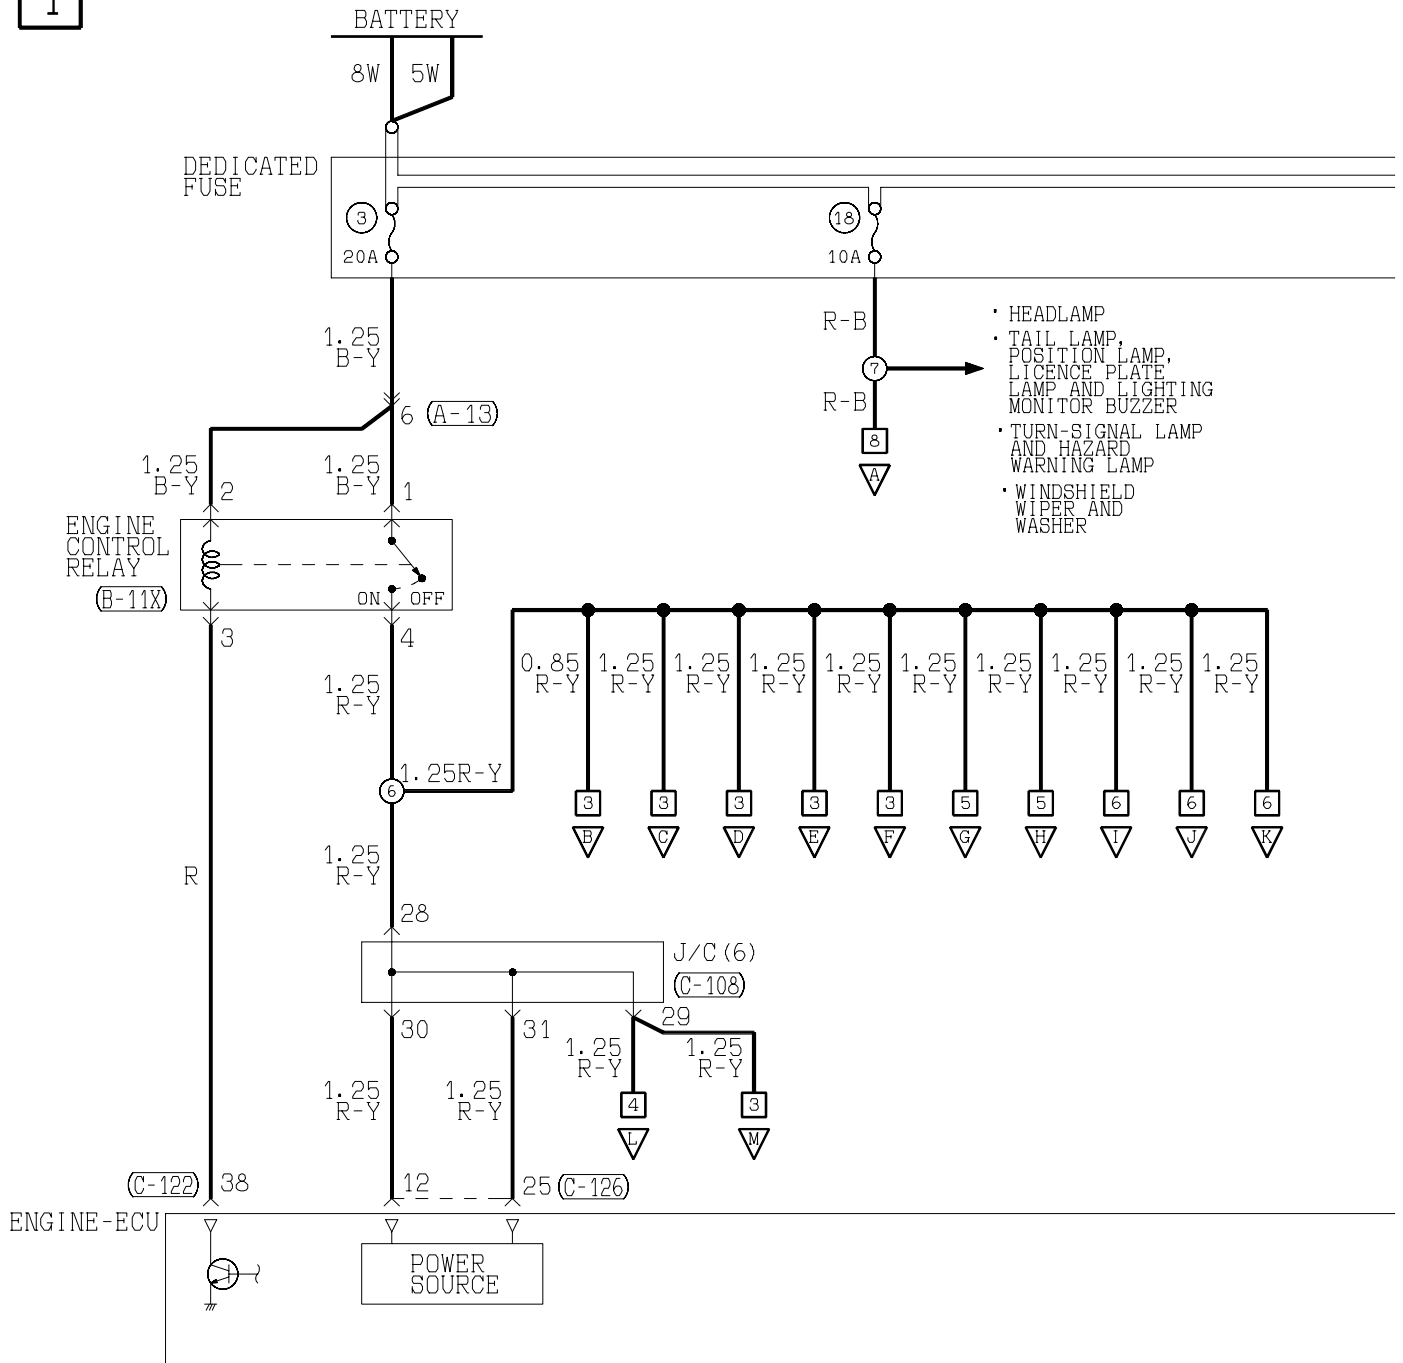 1
BATTERY
8W
5W
DEDICATED
FUSE
3
18
20A
10A
1.25
B-Y
R-B
7
R-B
8
A
· HEADLAMP
· TAIL LAMP,
POSITION LAMP,
LICENCE PLATE
LAMP AND LIGHTING
MONITOR BUZZER
· TURN-SIGNAL LAMP
AND HAZARD
WARNING LAMP
· WINDSHIELD
WIPER AND
WASHER
6
A-13
1.25
B-Y
2
1.25
B-Y
1
ENGINE
CONTROL
RELAY
B-11X
ON
OFF
3
4
1.25
R-Y
0.85
R-Y
1.25
R-Y
1.25
R-Y
1.25
R-Y
1.25
R-Y
1.25
R-Y
1.25
R-Y
1.25
R-Y
1.25
R-Y
1.25
R-Y
6
1.25R-Y
3
3
3
3
3
5
5
6
6
6
B
C
D
E
F
G
H
I
J
K
R
1.25
R-Y
28
J/C(6)
C-108
30
31
29
1.25
R-Y
1.25
R-Y
1.25
R-Y
1.25
R-Y
4
3
L
M
C-122
38
12
25
C-126
ENGINE-ECU
POWER
SOURCE